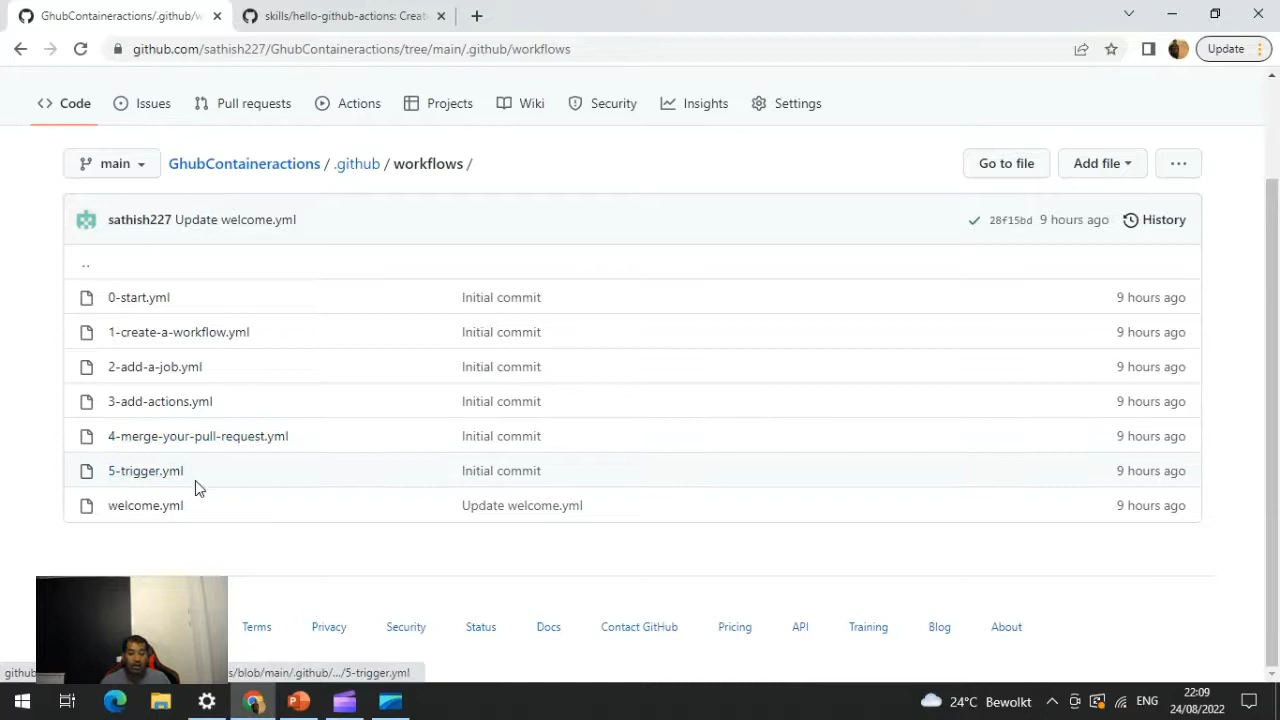 GhubContaineractions/.github/w
skills/hello-github-actions: Creat
github.com/sathish227/GhubContaineractions/tree/main/.github/workflows
Update
Code
Issues
Pull requests
Actions
Projects
Wiki
Security
Insights
Settings
main
GhubContaineractions / .github / workflows /
Go to file
Add file
sathish227 Update welcome.yml
28f15bd 9 hours ago
History
..
0-start.yml Initial commit 9 hours ago
1-create-a-workflow.yml Initial commit 9 hours ago
2-add-a-job.yml Initial commit 9 hours ago
3-add-actions.yml Initial commit 9 hours ago
4-merge-your-pull-request.yml Initial commit 9 hours ago
5-trigger.yml Initial commit 9 hours ago
welcome.yml Update welcome.yml 9 hours ago
Terms Privacy Security Status Docs Contact GitHub Pricing API Training Blog About
github
s/blob/main/.github/.../5-trigger.yml
24°C Bewolkt
ENG
22:09
24/08/2022